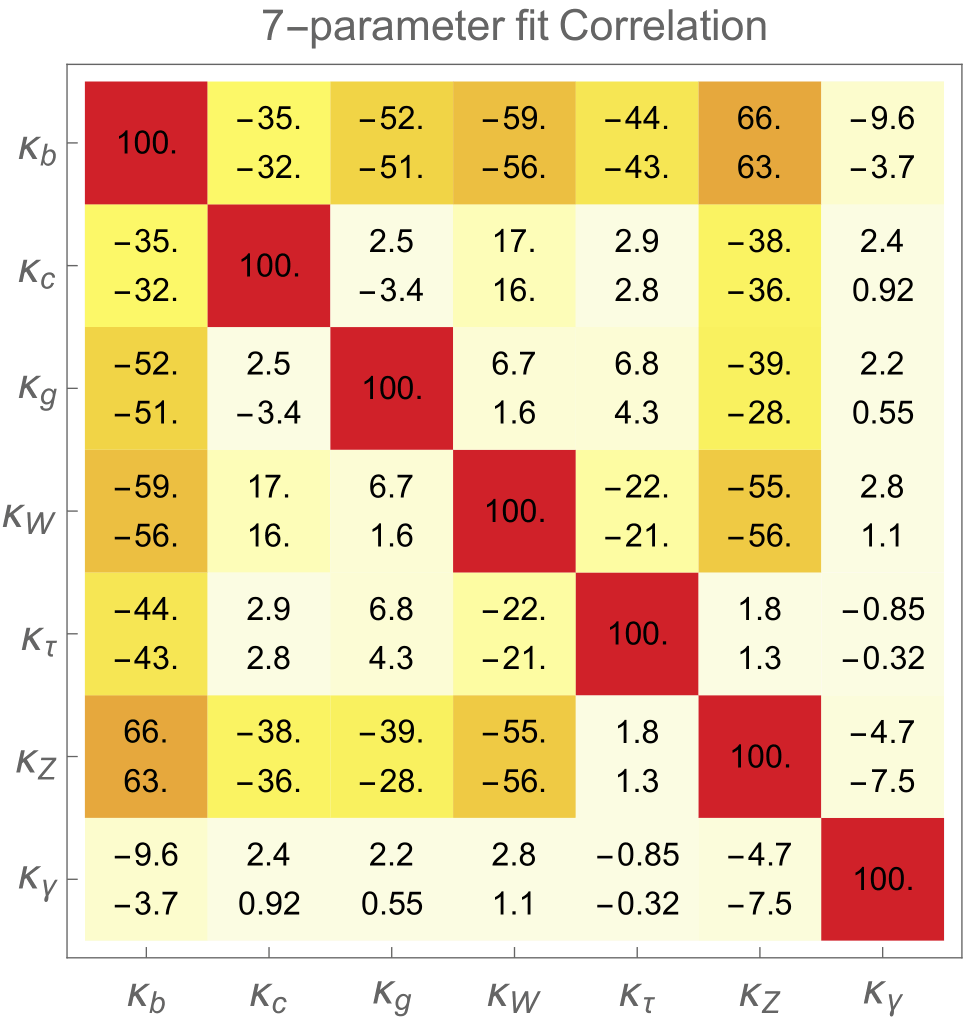 7−parameter fit Correlation
κb 100. −35. −52. −59. −44. 66. −9.6
−32. −51. −56. −43. 63. −3.7
κc −35. 100. 2.5 17. 2.9 −38. 2.4
−32. −3.4 16. 2.8 −36. 0.92
κg −52. 2.5 100. 6.7 6.8 −39. 2.2
−51. −3.4 1.6 4.3 −28. 0.55
κW −59. 17. 6.7 100. −22. −55. 2.8
−56. 16. 1.6 −21. −56. 1.1
κτ −44. 2.9 6.8 −22. 100. 1.8 −0.85
−43. 2.8 4.3 −21. 1.3 −0.32
κZ 66. −38. −39. −55. 1.8 100. −4.7
63. −36. −28. −56. 1.3 −7.5
κγ −9.6 2.4 2.2 2.8 −0.85 −4.7 100.
−3.7 0.92 0.55 1.1 −0.32 −7.5
κb κc κg κW κτ κZ κγ